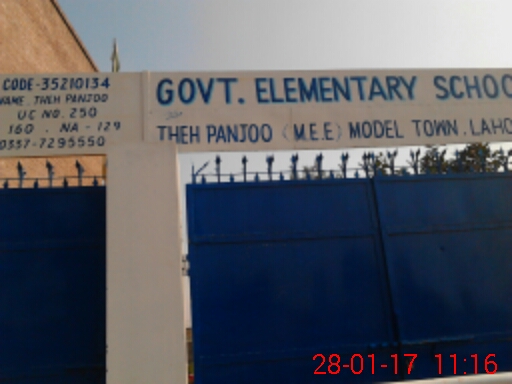 CODE-35210134
NAME. THEH PANJOO
UC NO. 250
160. NA-129
0337-7295550
GOVT. ELEMENTARY SCHOO
THEH PANJOO (M.E.E) MODEL TOWN. LAHO
28-01-17 11:16